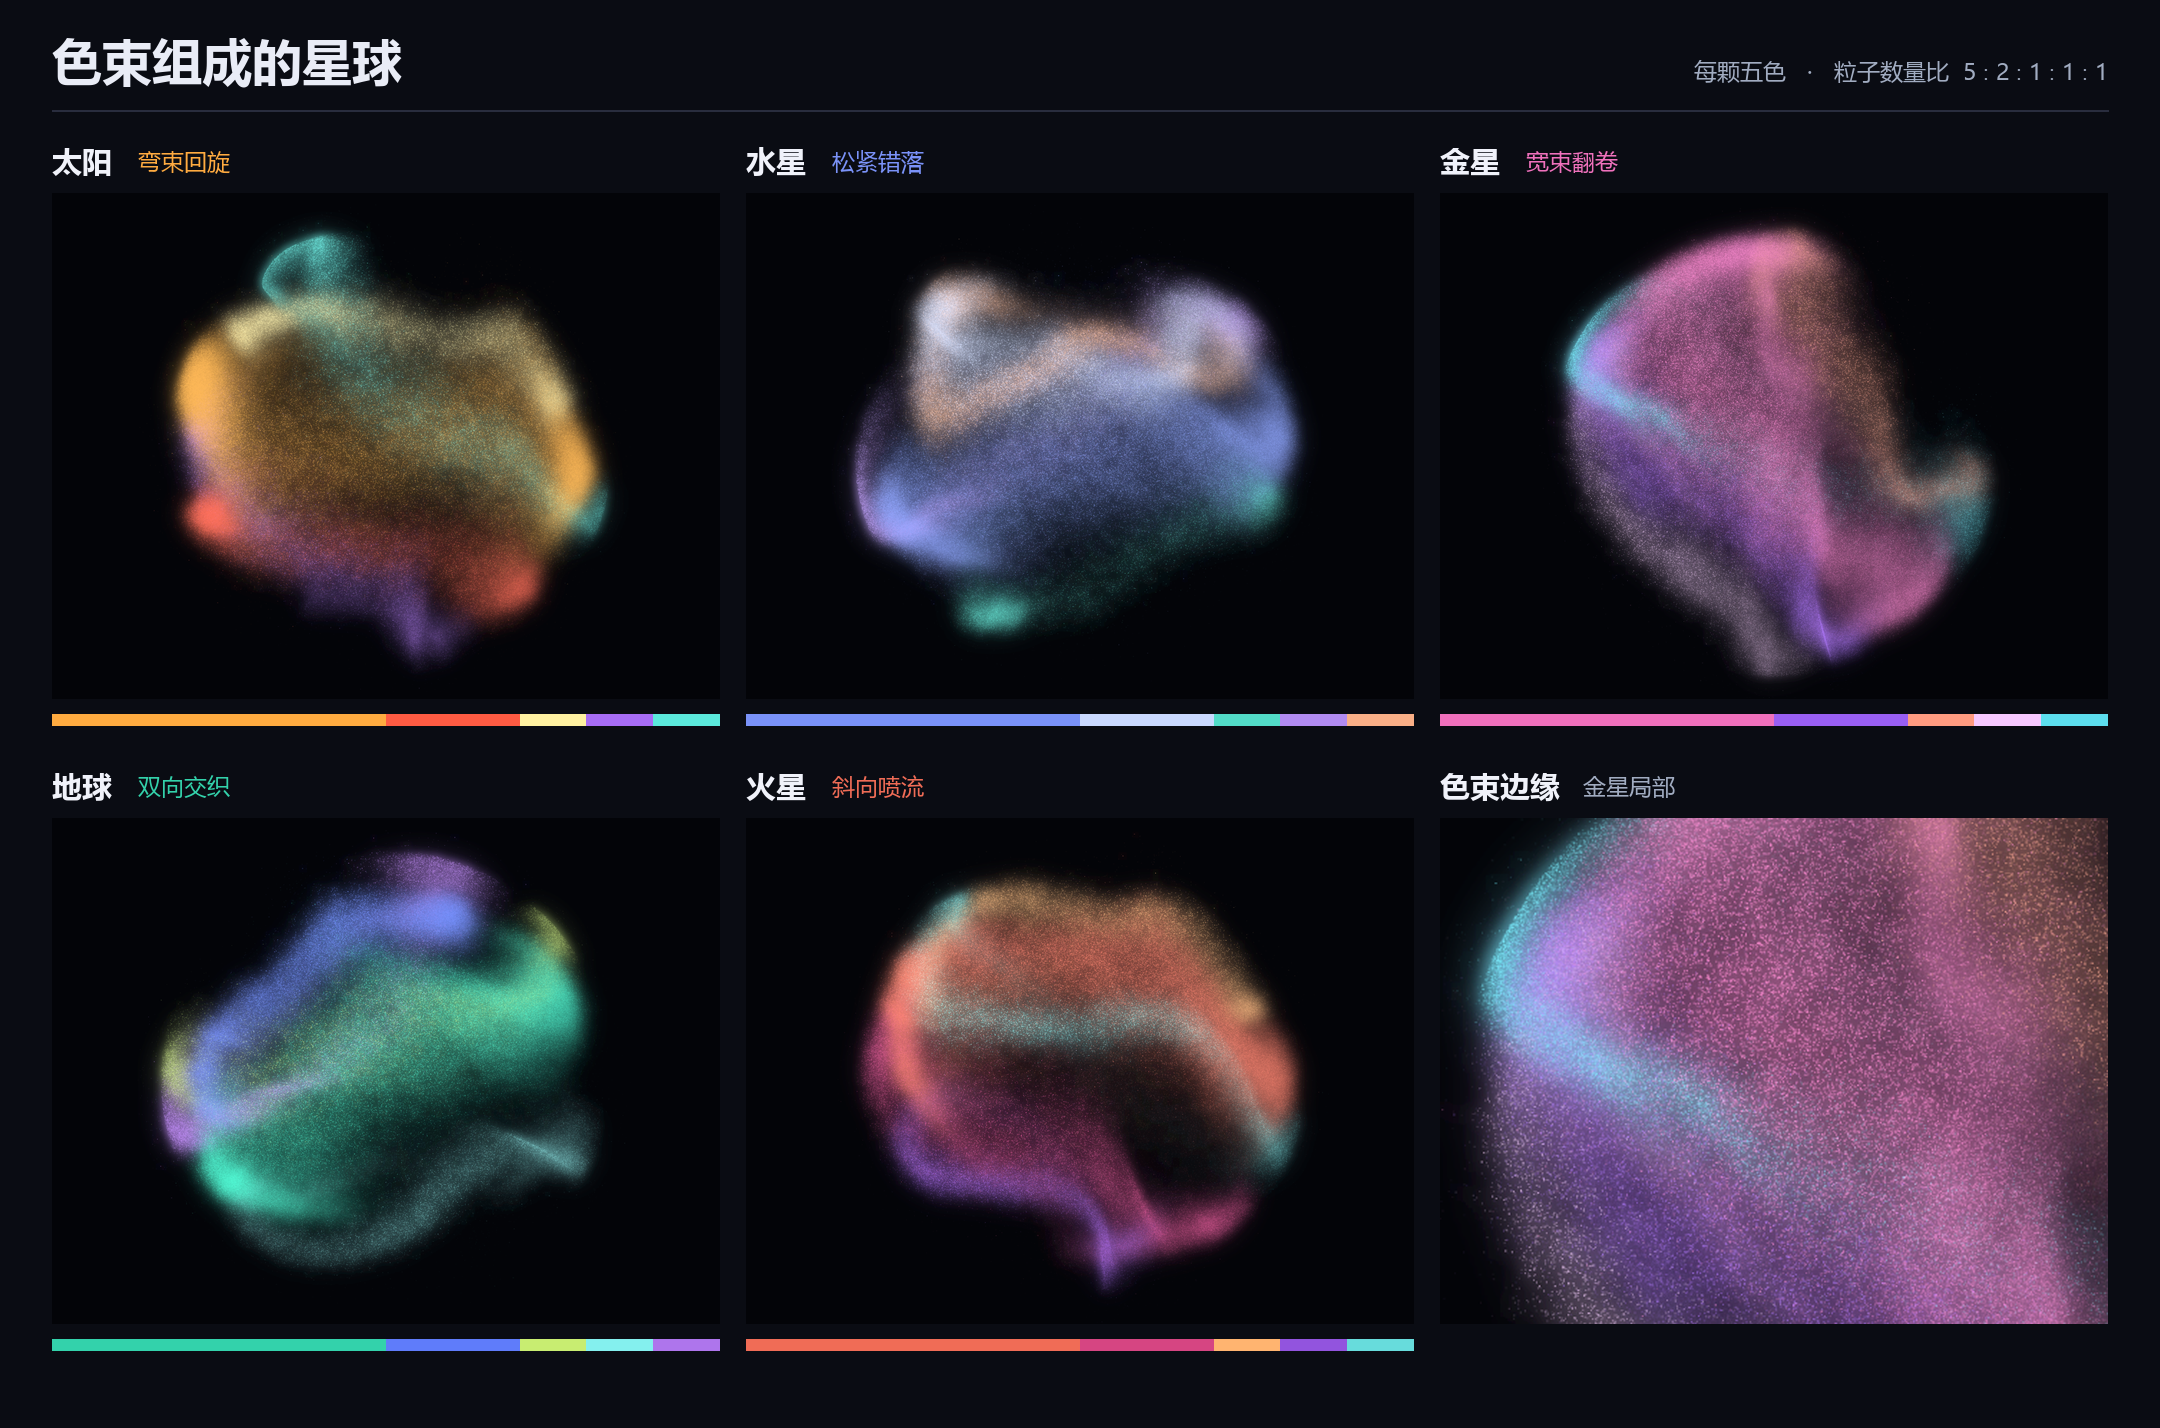 色束组成的星球
每颗五色 · 粒子数量比 5 : 2 : 1 : 1 : 1
太阳 弯束回旋
水星 松紧错落
金星 宽束翻卷
地球 双向交织
火星 斜向喷流
色束边缘 金星局部